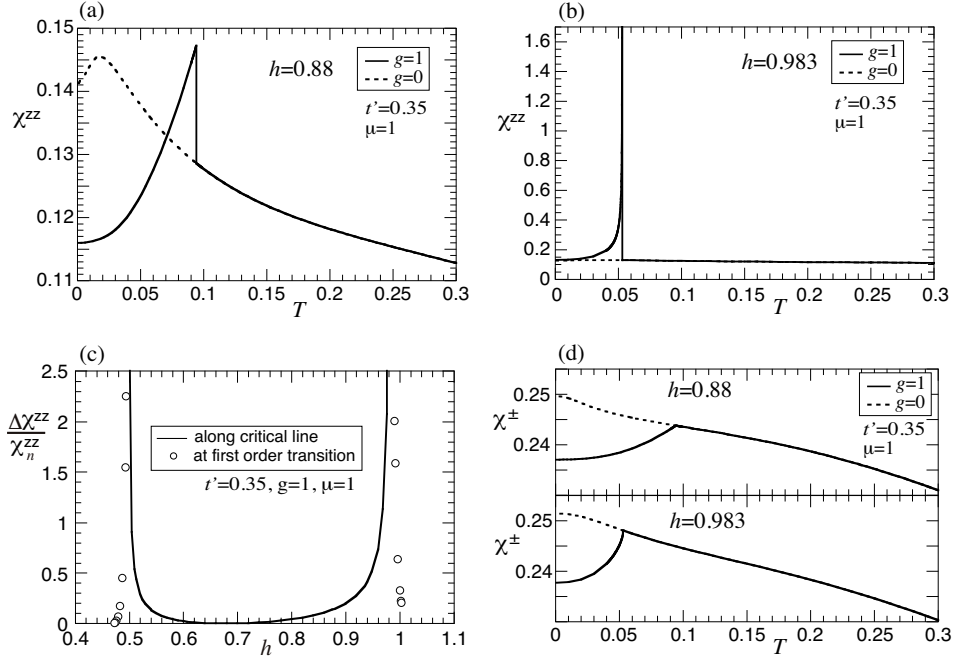 (a)
0.15
0.14
0.13
0.12
0.11
χzz
h=0.88
g=1
g=0
t'=0.35
μ=1
0
0.05
0.1
0.15
0.2
0.25
0.3
T
(b)
1.6
1.4
1.2
1
0.8
0.6
0.4
0.2
0
χzz
h=0.983
g=1
g=0
t'=0.35
μ=1
0
0.05
0.1
0.15
0.2
0.25
0.3
T
(c)
2.5
2
1.5
1
0.5
0
Δχzz
χnzz
along critical line
at first order transition
t'=0.35, g=1, μ=1
0.4
0.5
0.6
0.7
0.8
0.9
1
1.1
h
(d)
0.25
0.24
χ±
h=0.88
g=1
g=0
t'=0.35
μ=1
0.25
0.24
χ±
h=0.983
0
0.05
0.1
0.15
0.2
0.25
0.3
T